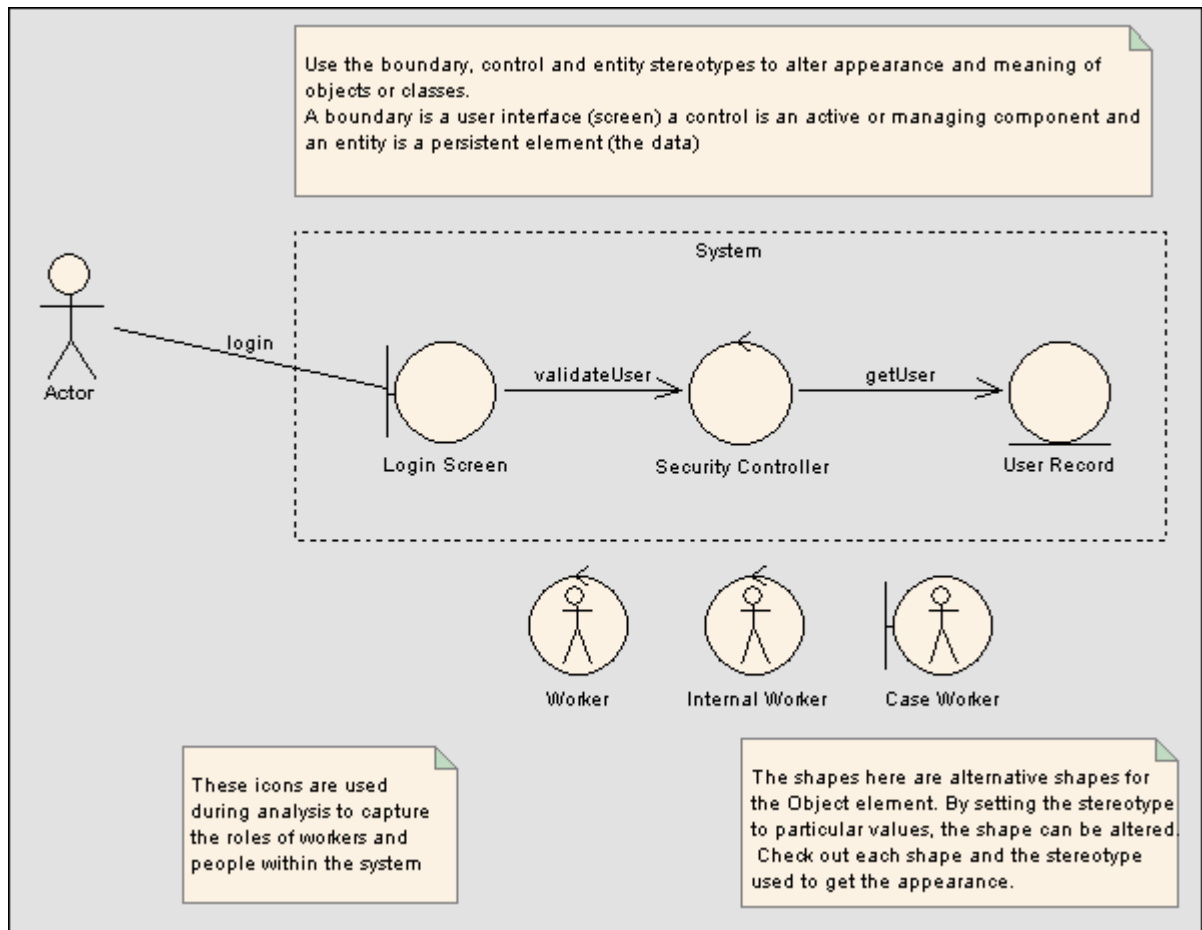 Use the boundary, control and entity stereotypes to alter appearance and meaning of
objects or classes.
A boundary is a user interface (screen) a control is an active or managing component and
an entity is a persistent element (the data)
System
login
validateUser
getUser
Actor
Login Screen
Security Controller
User Record
Worker
Internal Worker
Case Worker
These icons are used
during analysis to capture
the roles of workers and
people within the system
The shapes here are alternative shapes for
the Object element. By setting the stereotype
to particular values, the shape can be altered.
Check out each shape and the stereotype
used to get the appearance.